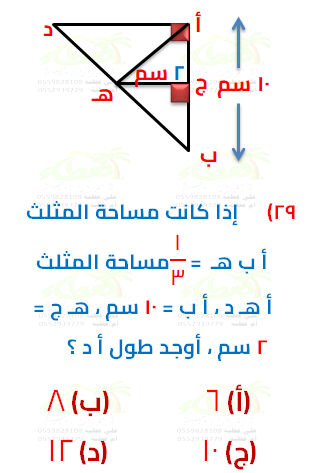 أ
د
٢ سم
ج
١٠ سم
هـ
ب
٢٩) إذا كانت مساحة المثلث
أ ب هـ = ١/٣ مساحة المثلث
أ هـ د ، أ ب = ١٠ سم ، هـ ج =
٢ سم ، أوجد طول أ د ؟
(أ) ٦ (ب) ٨
(ج) ١٠ (د) ١٢